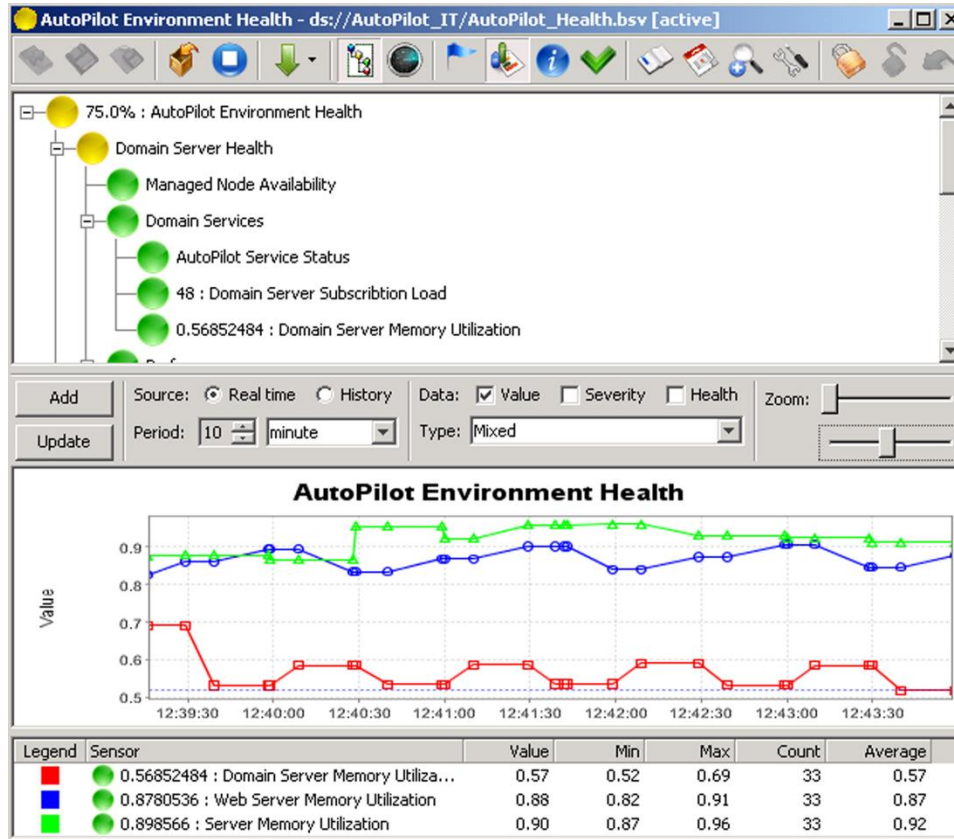 AutoPilot Environment Health - ds://AutoPilot_IT/AutoPilot_Health.bsv [active]
75.0% : AutoPilot Environment Health
Domain Server Health
Managed Node Availability
Domain Services
AutoPilot Service Status
48 : Domain Server Subscribtion Load
0.56852484 : Domain Server Memory Utilization
Add
Source: Real time History
Data: Value Severity Health
Zoom:
Update
Period: 10 minute
Type: Mixed
AutoPilot Environment Health
Value
0.9
0.8
0.7
0.6
0.5
12:39:30 12:40:00 12:40:30 12:41:00 12:41:30 12:42:00 12:42:30 12:43:00 12:43:30
Legend Sensor Value Min Max Count Average
0.56852484 : Domain Server Memory Utiliza... 0.57 0.52 0.69 33 0.57
0.8780536 : Web Server Memory Utilization 0.88 0.82 0.91 33 0.87
0.898566 : Server Memory Utilization 0.90 0.87 0.96 33 0.92